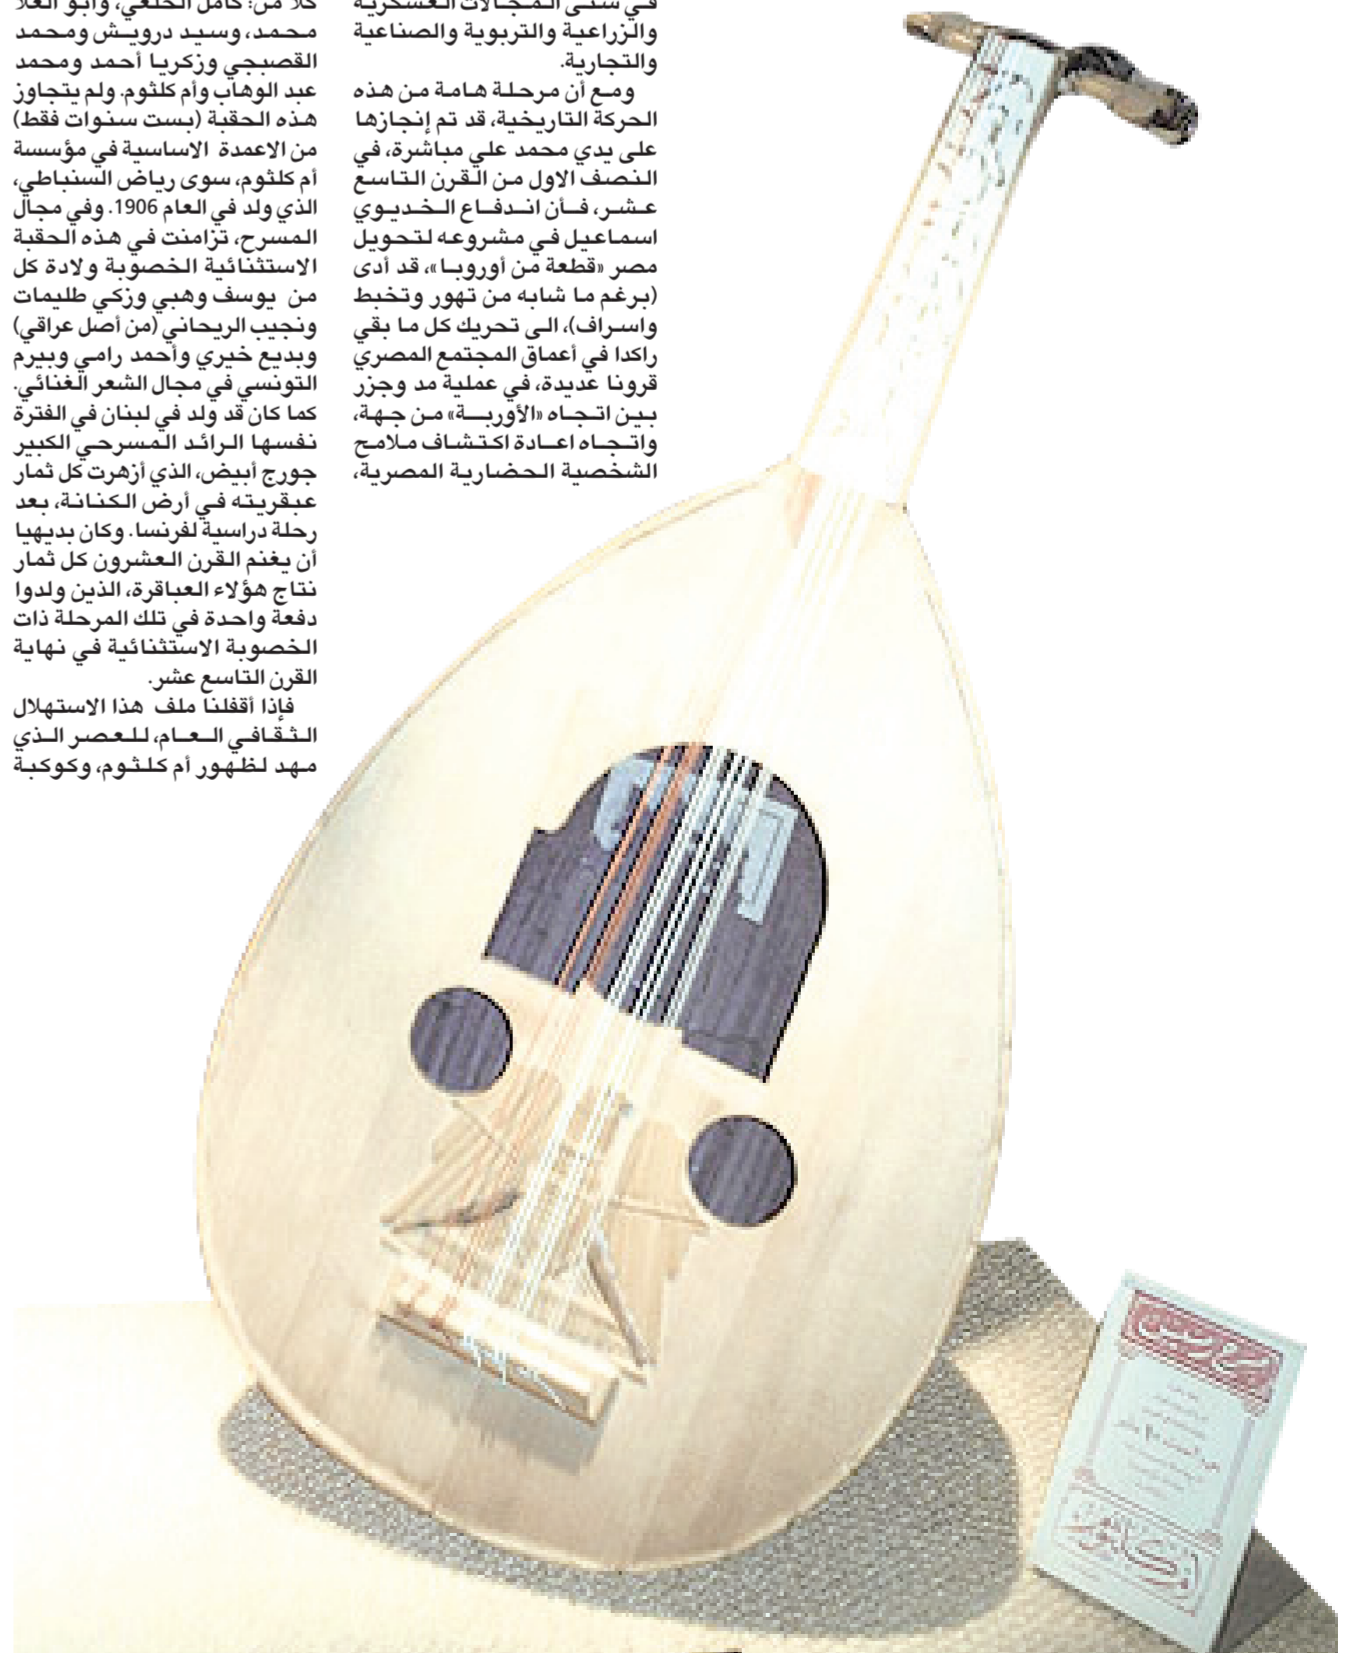 في شتى المجالات العسكرية
والزراعية والتربوية والصناعية
والتجارية.
ومع أن مرحلة هامة من هذه
الحركة التاريخية، قد تم إنجازها
على يدي محمد علي مباشرة، في
النصف الاول من القرن التاسع
عشر، فأن اندفاع الخديوي
اسماعيل في مشروعه لتحويل
مصر «قطعة من أوروبا»، قد أدى
(برغم ما شابه من تهور وتخبط
واسراف)، الى تحريك كل ما بقي
راكدا في أعماق المجتمع المصري
قرونا عديدة، في عملية مد وجزر
بين اتجاه «الأوربة» من جهة،
واتجاه اعادة اكتشاف ملامح
الشخصية الحضارية المصرية،
كلا من: كامل الخلعي، وأبو العلا
محمد، وسيد درويش ومحمد
القصبجي وزكريا أحمد ومحمد
عبد الوهاب وأم كلثوم. ولم يتجاوز
هذه الحقبة (بست سنوات فقط)
من الاعمدة الاساسية في مؤسسة
أم كلثوم، سوى رياض السنباطي،
الذي ولد في العام 1906. وفي مجال
المسرح، تزامنت في هذه الحقبة
الاستثنائية الخصوبة ولادة كل
من يوسف وهبي وزكي طليمات
ونجيب الريحاني (من أصل عراقي)
وبديع خيري وأحمد رامي وبيرم
التونسي في مجال الشعر الغنائي.
كما كان قد ولد في لبنان في الفترة
نفسها الرائد المسرحي الكبير
جورج أبيض، الذي أزهرت كل ثمار
عبقريته في أرض الكنانة، بعد
رحلة دراسية لفرنسا. وكان بديهيا
أن يغنم القرن العشرون كل ثمار
نتاج هؤلاء العباقرة، الذين ولدوا
دفعة واحدة في تلك المرحلة ذات
الخصوبة الاستثنائية في نهاية
القرن التاسع عشر.
فإذا أقفلنا ملف هذا الاستهلال
الثقافي العام، للعصر الذي
مهد لظهور أم كلثوم، وكوكبة